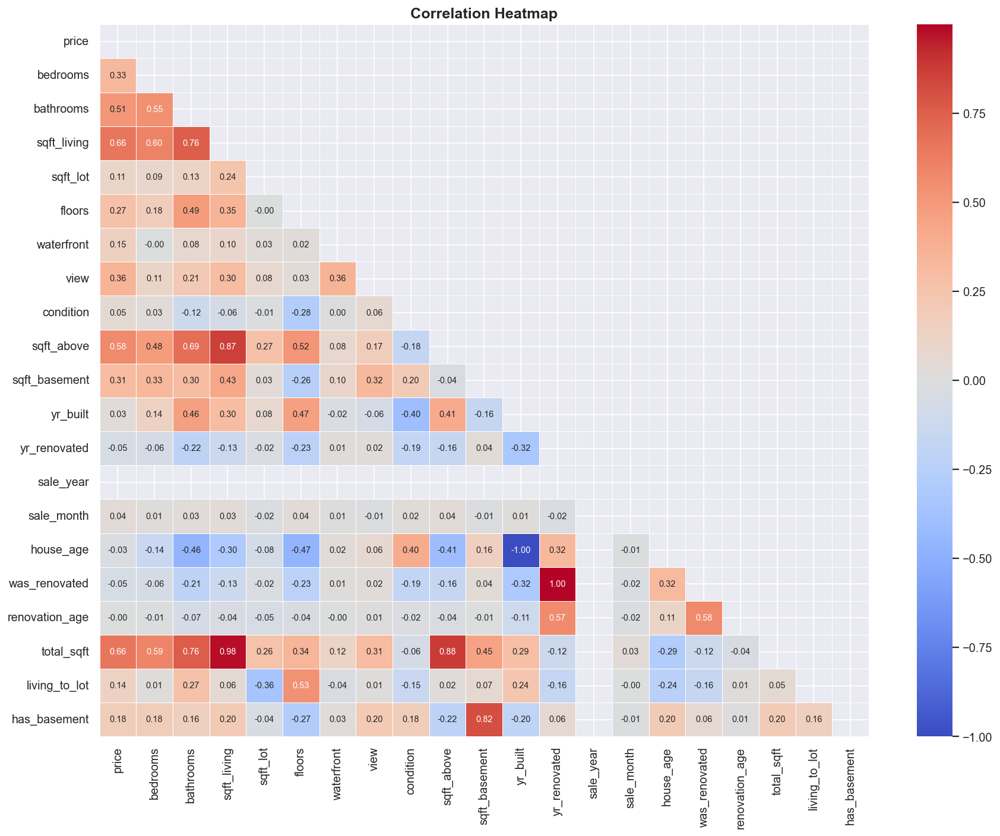 Correlation Heatmap
price
bedrooms 0.33
bathrooms 0.51 0.55
sqft_living 0.66 0.60 0.76
sqft_lot 0.11 0.09 0.13 0.24
floors 0.27 0.18 0.49 0.35 -0.00
waterfront 0.15 -0.00 0.08 0.10 0.03 0.02
view 0.36 0.11 0.21 0.30 0.08 0.03 0.36
condition 0.05 0.03 -0.12 -0.06 -0.01 -0.28 0.00 0.06
sqft_above 0.58 0.48 0.69 0.87 0.27 0.52 0.08 0.17 -0.18
sqft_basement 0.31 0.33 0.30 0.43 0.03 -0.26 0.10 0.32 0.20 -0.04
yr_built 0.03 0.14 0.46 0.30 0.08 0.47 -0.02 -0.06 -0.40 0.41 -0.16
yr_renovated -0.05 -0.06 -0.22 -0.13 -0.02 -0.23 0.01 0.02 -0.19 -0.16 0.04 -0.32
sale_year
sale_month 0.04 0.01 0.03 0.03 -0.02 0.04 0.01 -0.01 0.02 0.04 -0.01 0.01 -0.02
house_age -0.03 -0.14 -0.46 -0.30 -0.08 -0.47 0.02 0.06 0.40 -0.41 0.16 -1.00 0.32 -0.01
was_renovated -0.05 -0.06 -0.21 -0.13 -0.02 -0.23 0.01 0.02 -0.19 -0.16 0.04 -0.32 1.00 -0.02 0.32
renovation_age -0.00 -0.01 -0.07 -0.04 -0.05 -0.04 -0.00 0.01 -0.02 -0.04 -0.01 -0.11 0.57 -0.02 0.11 0.58
total_sqft 0.66 0.59 0.76 0.98 0.26 0.34 0.12 0.31 -0.06 0.88 0.45 0.29 -0.12 0.03 -0.29 -0.12 -0.04
living_to_lot 0.14 0.01 0.27 0.06 -0.36 0.53 -0.04 0.01 -0.15 0.02 0.07 0.24 -0.16 -0.00 -0.24 -0.16 0.01 0.05
has_basement 0.18 0.18 0.16 0.20 -0.04 -0.27 0.03 0.20 0.18 -0.22 0.82 -0.20 0.06 -0.01 0.20 0.06 0.01 0.20 0.16
price bedrooms bathrooms sqft_living sqft_lot floors waterfront view condition sqft_above sqft_basement yr_built yr_renovated sale_year sale_month house_age was_renovated renovation_age total_sqft living_to_lot has_basement
0.75
0.50
0.25
0.00
−0.25
−0.50
−0.75
−1.00